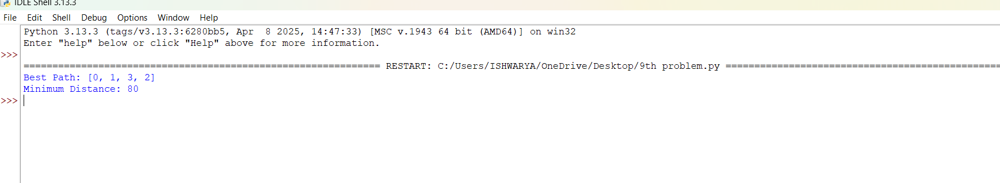 IDLE Shell 3.13.3
File Edit Shell Debug Options Window Help
Python 3.13.3 (tags/v3.13.3:6280bb5, Apr  8 2025, 14:47:33) [MSC v.1943 64 bit (AMD64)] on win32
Enter "help" below or click "Help" above for more information.
>>>
============================================================== RESTART: C:/Users/ISHWARYA/OneDrive/Desktop/9th problem.py ================================================
Best Path: [0, 1, 3, 2]
Minimum Distance: 80
>>>